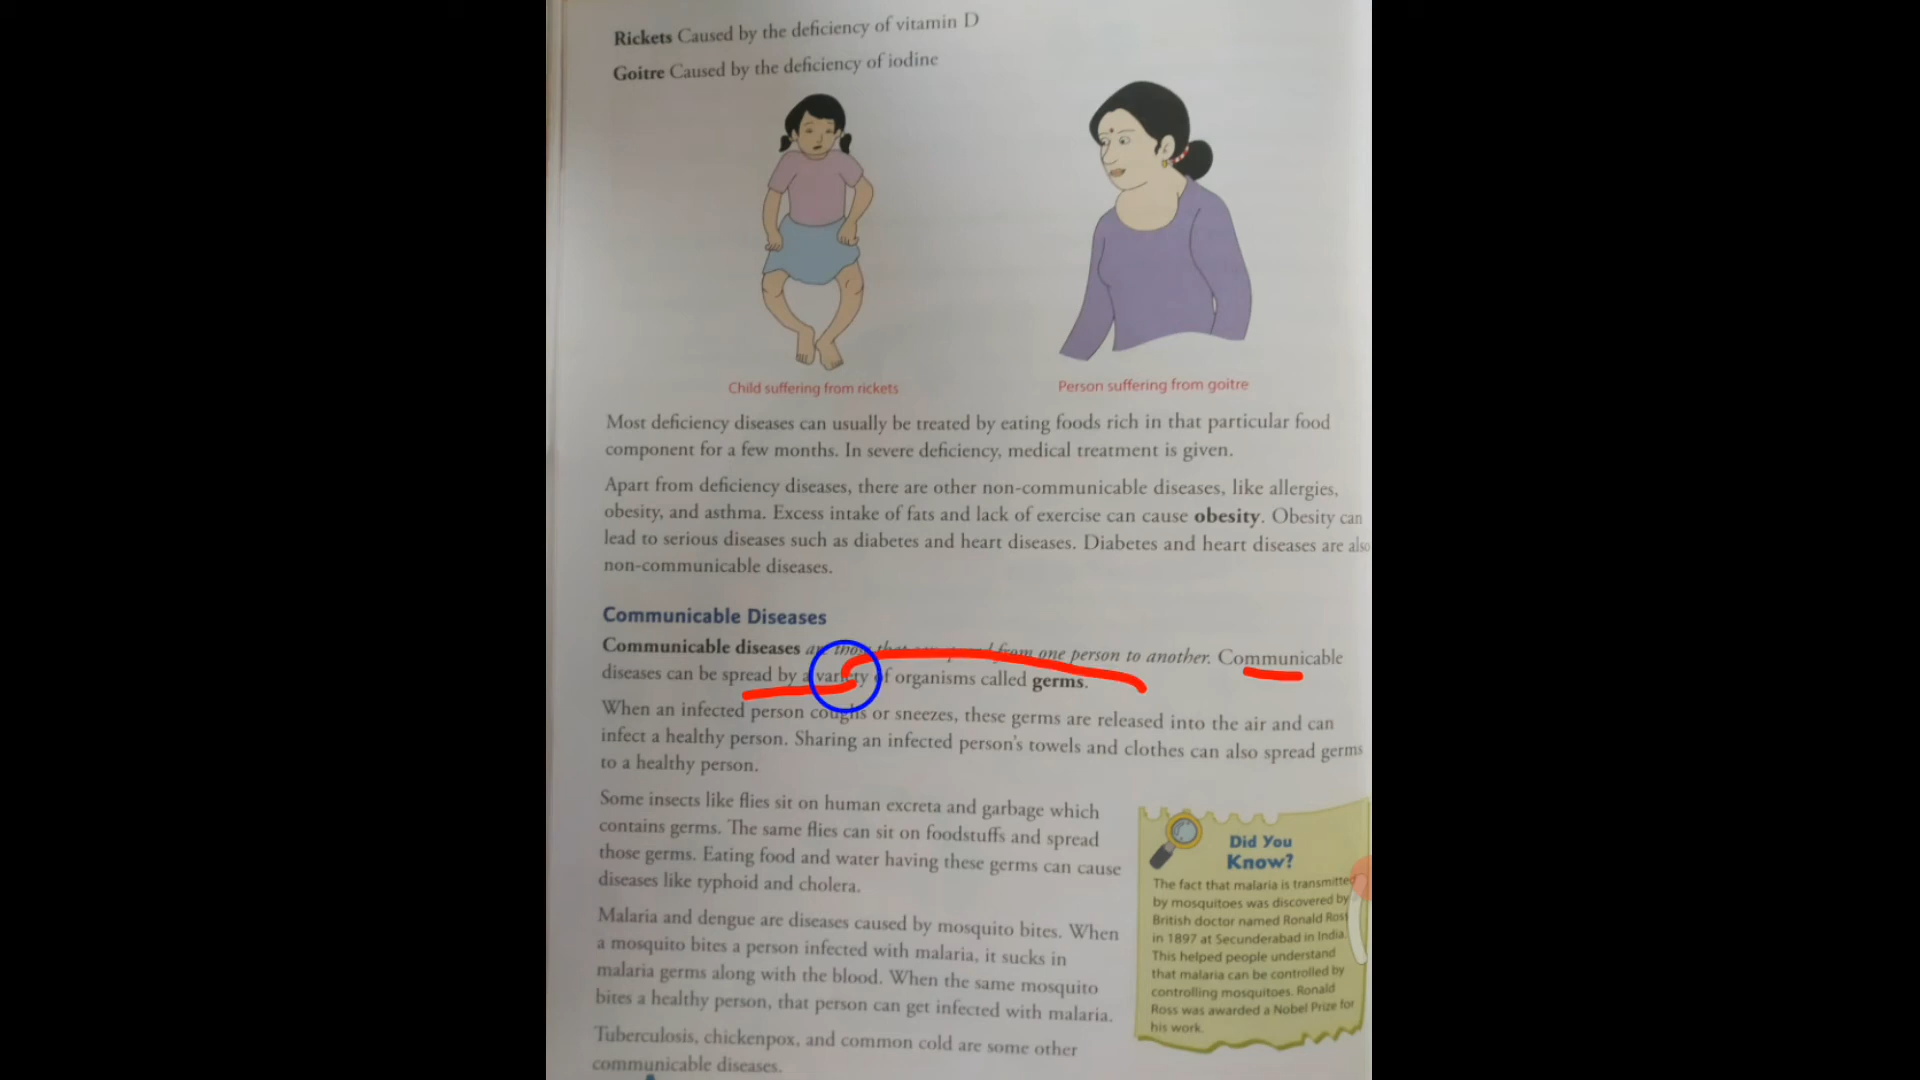 Rickets Caused by the deficiency of vitamin D
Goitre Caused by the deficiency of iodine
Child suffering from rickets
Person suffering from goitre
Most deficiency diseases can usually be treated by eating foods rich in that particular food
component for a few months. In severe deficiency, medical treatment is given.
Apart from deficiency diseases, there are other non-communicable diseases, like allergies,
obesity, and asthma. Excess intake of fats and lack of exercise can cause obesity. Obesity can
lead to serious diseases such as diabetes and heart diseases. Diabetes and heart diseases are also
non-communicable diseases.
Communicable Diseases
Communicable diseases are those that can spread from one person to another. Communicable
diseases can be spread by a variety of organisms called germs.
When an infected person coughs or sneezes, these germs are released into the air and can
infect a healthy person. Sharing an infected person's towels and clothes can also spread germs
to a healthy person.
Some insects like flies sit on human excreta and garbage which
contains germs. The same flies can sit on foodstuffs and spread
those germs. Eating food and water having these germs can cause
diseases like typhoid and cholera.
Malaria and dengue are diseases caused by mosquito bites. When
a mosquito bites a person infected with malaria, it sucks in
malaria germs along with the blood. When the same mosquito
bites a healthy person, that person can get infected with malaria.
Tuberculosis, chickenpox, and common cold are some other
communicable diseases.
Did You
Know?
The fact that malaria is transmitted
by mosquitoes was discovered by
British doctor named Ronald Ross
in 1897 at Secunderabad in India.
This helped people understand
that malaria can be controlled by
controlling mosquitoes. Ronald
Ross was awarded a Nobel Prize for
his work.